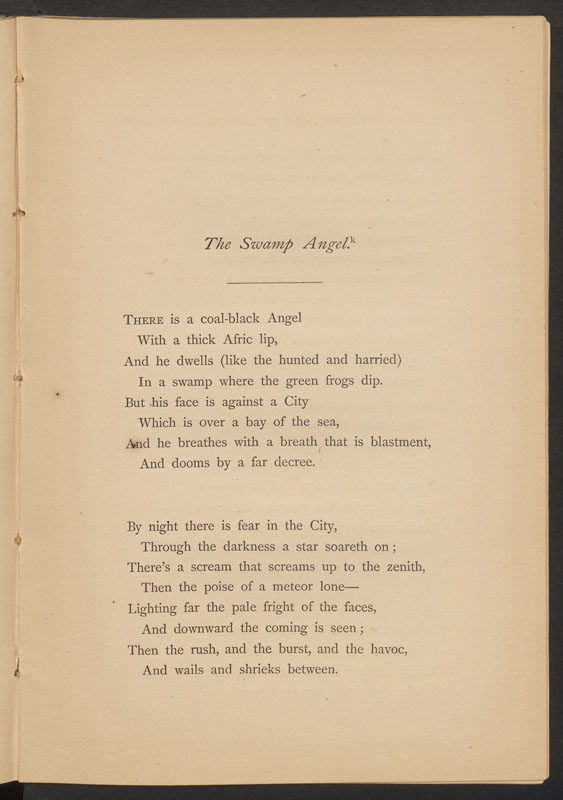 The Swamp Angel.k
THERE is a coal-black Angel
With a thick Afric lip,
And he dwells (like the hunted and harried)
In a swamp where the green frogs dip.
But his face is against a City
Which is over a bay of the sea,
And he breathes with a breath that is blastment,
And dooms by a far decree.
By night there is fear in the City,
Through the darkness a star soareth on;
There's a scream that screams up to the zenith,
Then the poise of a meteor lone—
Lighting far the pale fright of the faces,
And downward the coming is seen;
Then the rush, and the burst, and the havoc,
And wails and shrieks between.